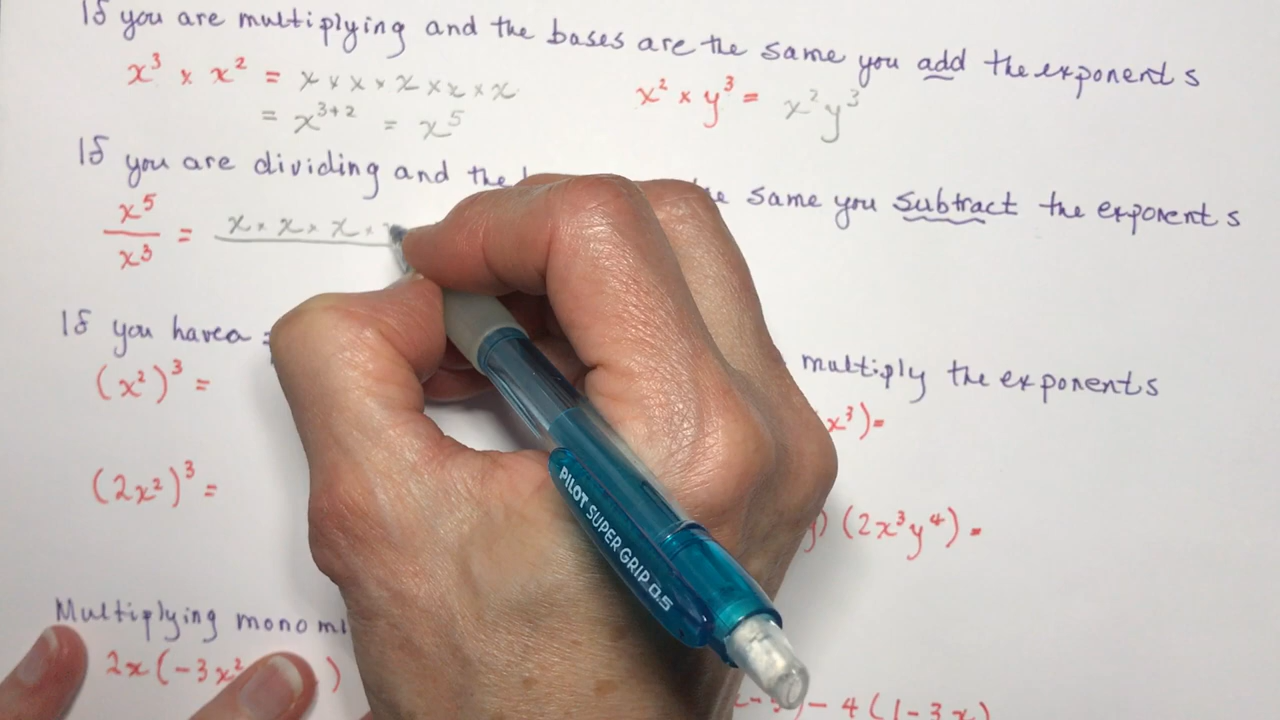 If you are multiplying and the bases are the same you add the exponents
x³ × x² = x × x × x × x × x
x² × y³ = x²y³
= x³⁺² = x⁵
If you are dividing and the same you subtract the exponents
x⁵/x³ = x × x × x ×
If you have a multiply the exponents
(x²)³ =
x³) =
(2x²)³ =
) (2x³y⁴) =
Multiplying
2x(-3x² )
) - 4(1-3x)
PILOT SUPER GRIP 0.5